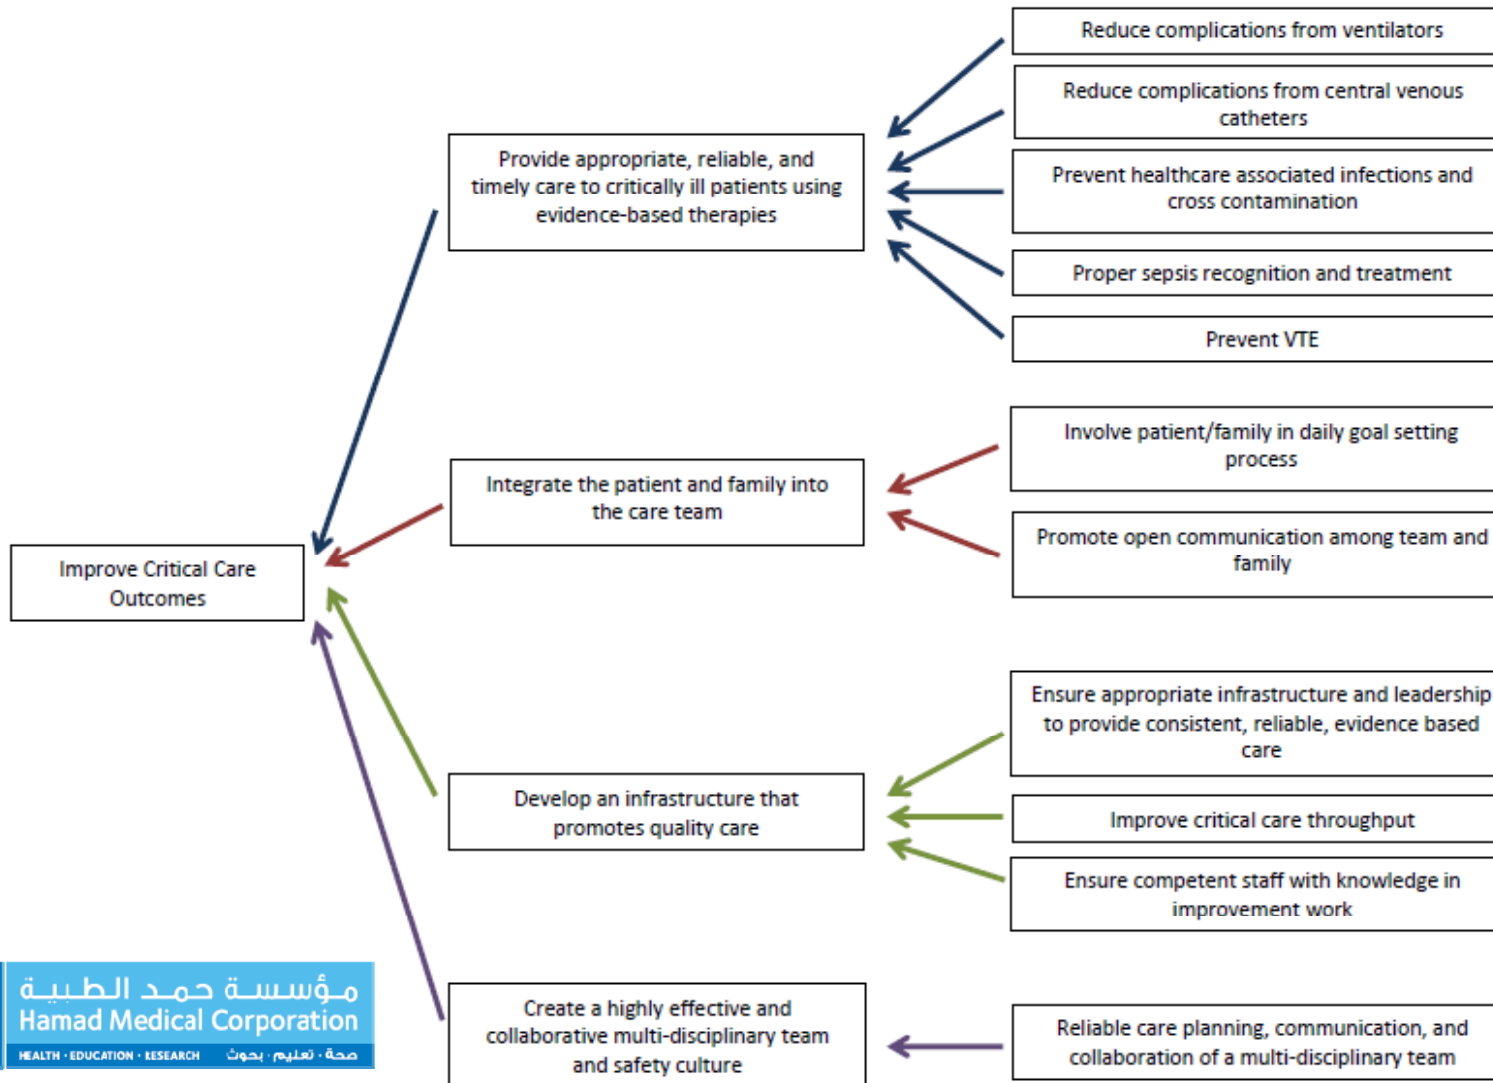 Reduce complications from ventilators
Reduce complications from central venous
catheters
Provide appropriate, reliable, and
timely care to critically ill patients using
evidence-based therapies
Prevent healthcare associated infections and
cross contamination
Proper sepsis recognition and treatment
Prevent VTE
Involve patient/family in daily goal setting
process
Integrate the patient and family into
the care team
Promote open communication among team and
family
Improve Critical Care
Outcomes
Ensure appropriate infrastructure and leadership
to provide consistent, reliable, evidence based
care
Develop an infrastructure that
promotes quality care
Improve critical care throughput
Ensure competent staff with knowledge in
improvement work
Create a highly effective and
collaborative multi-disciplinary team
and safety culture
Reliable care planning, communication, and
collaboration of a multi-disciplinary team
مؤسسة حمد الطبية
Hamad Medical Corporation
HEALTH · EDUCATION · RESEARCH صحة · تعليم · بحوث